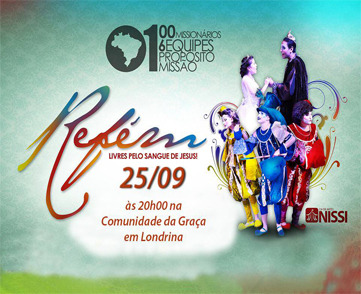 100 MISSIONÁRIOS
6 EQUIPES
1 PROPÓSITO
1 MISSÃO
Refém
LIVRES PELO SANGUE DE JESUS!
25/09
às 20h00 na
Comunidade da Graça
em Londrina
NISSI